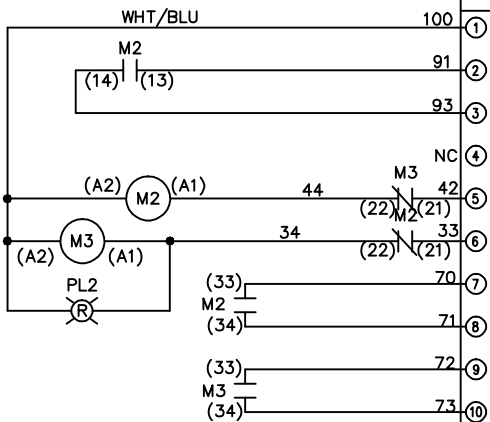 WHT/BLU 100 1
M2 91 2
(14) (13)
93 3
NC 4
M3
(A2) M2 (A1) 44 42 5
(22) (21)
M2
M3 34 33 6
(A2) (A1) (22) (21)
PL2
R
(33) 70 7
M2
(34) 71 8
(33) 72 9
M3
(34) 73 10